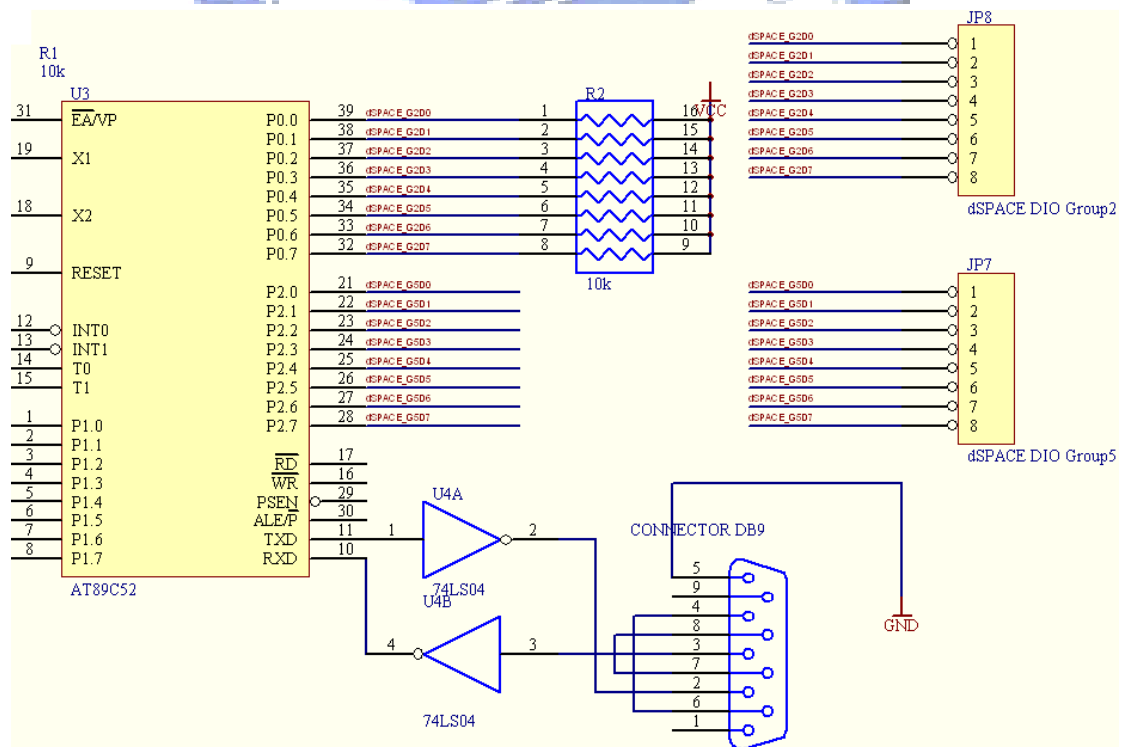 R1
10k
U3
31 EA/VP
19 X1
18 X2
9 RESET
12 INT0
13 INT1
14 T0
15 T1
1 P1.0
2 P1.1
3 P1.2
4 P1.3
5 P1.4
6 P1.5
7 P1.6
8 P1.7
AT89C52
P0.0 39 dSPACE_G2D0
P0.1 38 dSPACE_G2D1
P0.2 37 dSPACE_G2D2
P0.3 36 dSPACE_G2D3
P0.4 35 dSPACE_G2D4
P0.5 34 dSPACE_G2D5
P0.6 33 dSPACE_G2D6
P0.7 32 dSPACE_G2D7
P2.0 21 dSPACE_G5D0
P2.1 22 dSPACE_G5D1
P2.2 23 dSPACE_G5D2
P2.3 24 dSPACE_G5D3
P2.4 25 dSPACE_G5D4
P2.5 26 dSPACE_G5D5
P2.6 27 dSPACE_G5D6
P2.7 28 dSPACE_G5D7
RD 17
WR 16
PSEN 29
ALE/P 30
TXD 11
RXD 10
R2
1 16
2 15
3 14
4 13
5 12
6 11
7 10
8 9
10k
VCC
JP8
dSPACE_G2D0 1
dSPACE_G2D1 2
dSPACE_G2D2 3
dSPACE_G2D3 4
dSPACE_G2D4 5
dSPACE_G2D5 6
dSPACE_G2D6 7
dSPACE_G2D7 8
dSPACE DIO Group2
JP7
dSPACE_G5D0 1
dSPACE_G5D1 2
dSPACE_G5D2 3
dSPACE_G5D3 4
dSPACE_G5D4 5
dSPACE_G5D5 6
dSPACE_G5D6 7
dSPACE_G5D7 8
dSPACE DIO Group5
U4A
1 2
74LS04
U4B
4 3
74LS04
CONNECTOR DB9
5
9
4
8
3
7
2
6
1
GND